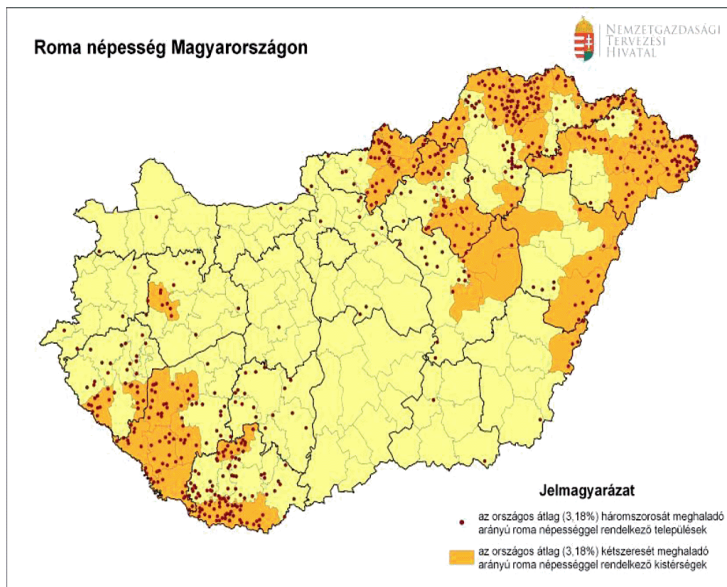 Roma népesség Magyarországon
NEMZETGAZDASÁGI
TERVEZÉSI
HIVATAL
Jelmagyarázat
az országos átlag (3,18%) háromszorosát meghaladó
arányú roma népességgel rendelkező települések
az országos átlag (3,18%) kétszeresét meghaladó
arányú roma népességgel rendelkező kistérségek